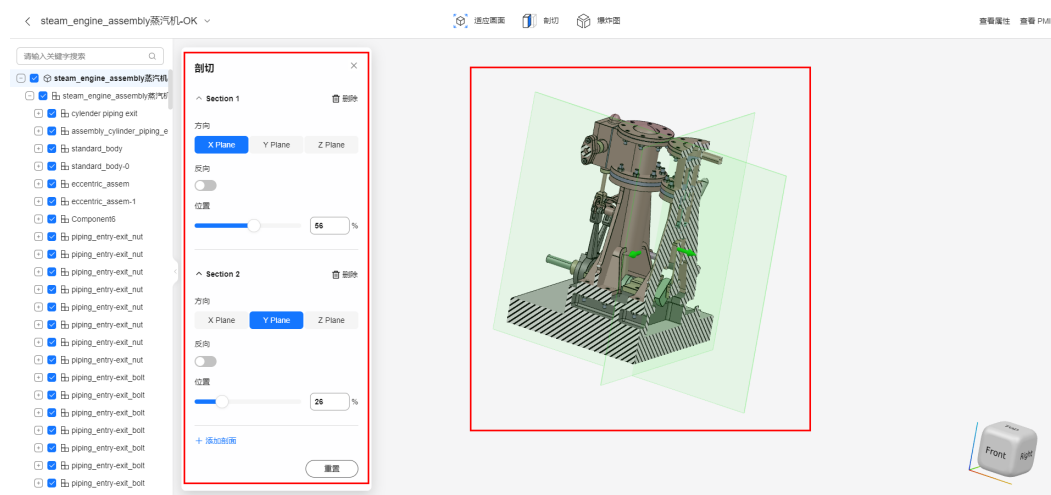 steam_engine_assembly蒸汽机-OK
适应画面 剖切 爆炸图
查看属性 查看 PMI
请输入关键字搜索
steam_engine_assembly蒸汽机
steam_engine_assembly蒸汽机
cylender piping exit
assembly_cylinder_piping_e
standard_body
standard_body-0
eccentric_assem
eccentric_assem-1
Component6
piping_entry-exit_nut
piping_entry-exit_nut
piping_entry-exit_nut
piping_entry-exit_nut
piping_entry-exit_nut
piping_entry-exit_nut
piping_entry-exit_nut
piping_entry-exit_nut
piping_entry-exit_bolt
piping_entry-exit_bolt
piping_entry-exit_bolt
piping_entry-exit_bolt
piping_entry-exit_bolt
piping_entry-exit_bolt
piping_entry-exit_bolt
剖切
Section 1 删除
方向
X Plane Y Plane Z Plane
反向
位置
56 %
Section 2 删除
方向
X Plane Y Plane Z Plane
反向
位置
26 %
+ 添加剖面
重置
Front Right